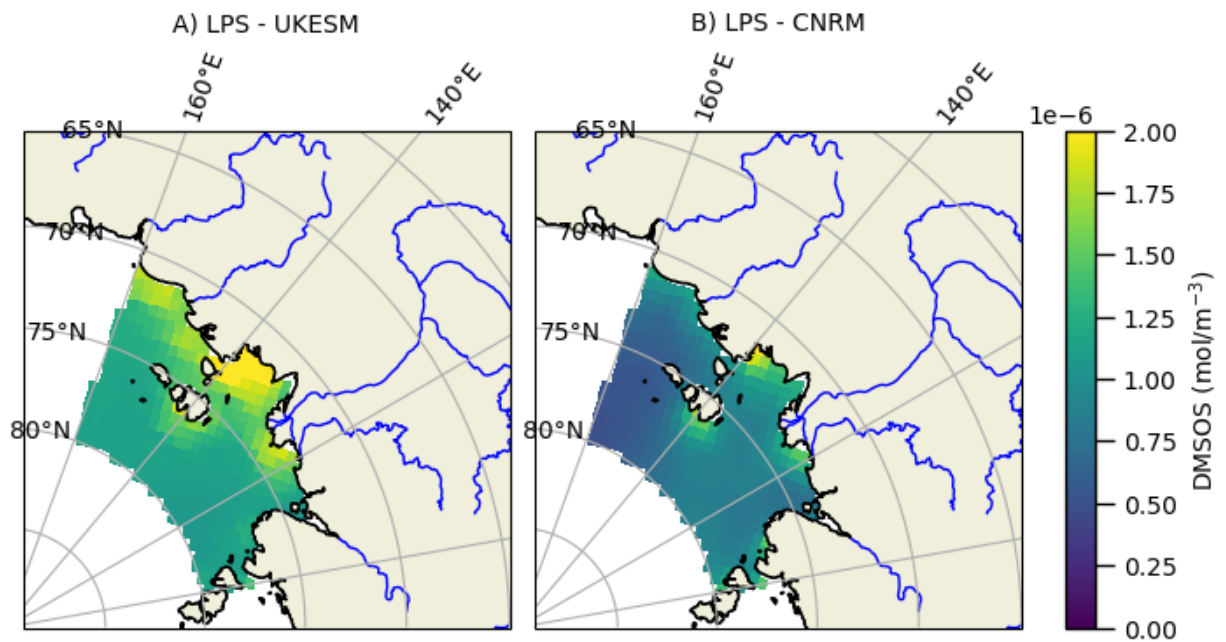 A) LPS - UKESM
B) LPS - CNRM
160°E
140°E
160°E
140°E
1e−6
65°N
65°N
70°N
70°N
75°N
75°N
80°N
80°N
2.00
1.75
1.50
1.25
1.00
0.75
0.50
0.25
0.00
DMSOS (mol/m⁻³)